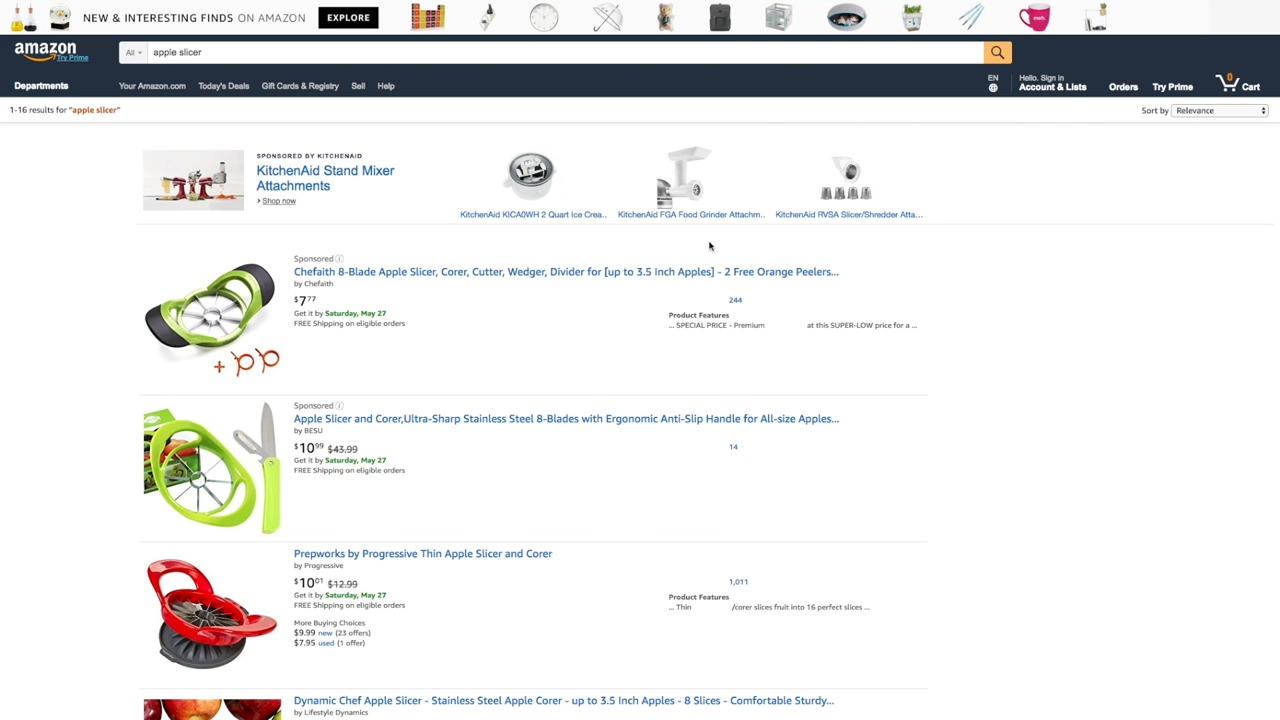 NEW & INTERESTING FINDS ON AMAZON EXPLORE
meh.
amazon
Try Prime
All apple slicer
Departments Your Amazon.com Today's Deals Gift Cards & Registry Sell Help EN Hello. Sign in Account & Lists Orders Try Prime 0 Cart
1-16 results for "apple slicer" Sort by Relevance
SPONSORED BY KITCHENAID
KitchenAid Stand Mixer
Attachments
› Shop now
KitchenAid KICA0WH 2 Quart Ice Crea.. KitchenAid FGA Food Grinder Attachm.. KitchenAid RVSA Slicer/Shredder Atta...
Sponsored
Chefaith 8-Blade Apple Slicer, Corer, Cutter, Wedger, Divider for [up to 3.5 Inch Apples] - 2 Free Orange Peelers...
by Chefaith
$7 77 244
Get it by Saturday, May 27 Product Features
FREE Shipping on eligible orders ... SPECIAL PRICE - Premium at this SUPER-LOW price for a ...
Sponsored
Apple Slicer and Corer,Ultra-Sharp Stainless Steel 8-Blades with Ergonomic Anti-Slip Handle for All-size Apples...
by BESU
$10 99 $43.99 14
Get it by Saturday, May 27
FREE Shipping on eligible orders
Prepworks by Progressive Thin Apple Slicer and Corer
by Progressive
$10 01 $12.99 1,011
Get it by Saturday, May 27 Product Features
FREE Shipping on eligible orders ... Thin /corer slices fruit into 16 perfect slices ...
More Buying Choices
$9.99 new (23 offers)
$7.95 used (1 offer)
Dynamic Chef Apple Slicer - Stainless Steel Apple Corer - up to 3.5 Inch Apples - 8 Slices - Comfortable Sturdy...
by Lifestyle Dynamics